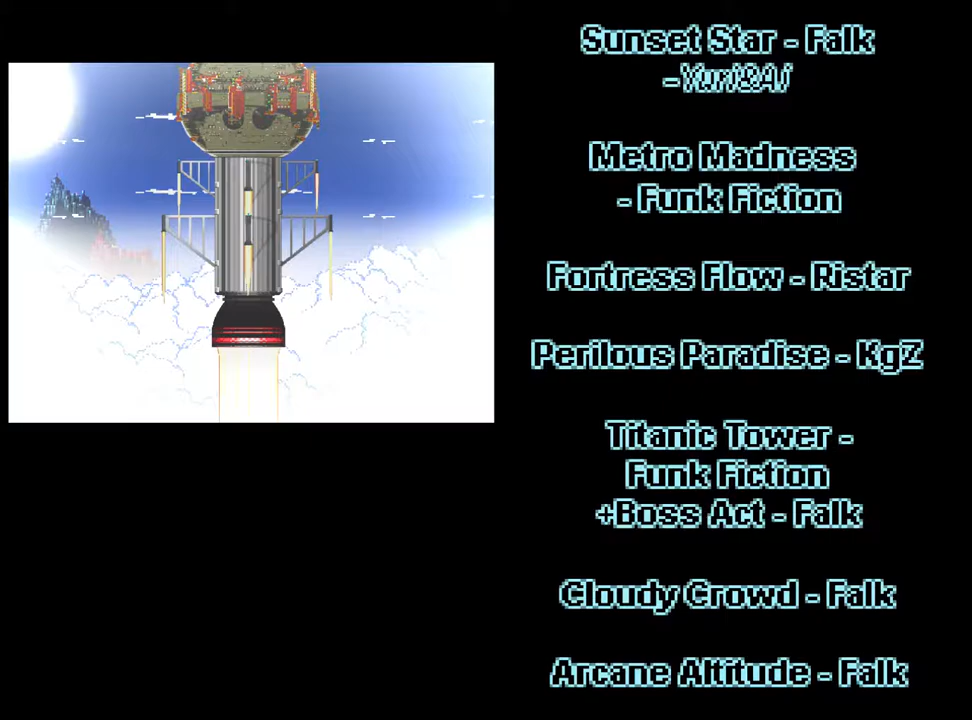 Sunset Star - Falk
Metro Madness
- Funk Fiction
Fortress Flow - Ristar
Perilous Paradise - KgZ
Titanic Tower -
Funk Fiction
+Boss Act - Falk
Cloudy Crowd - Falk
Arcane Altitude - Falk